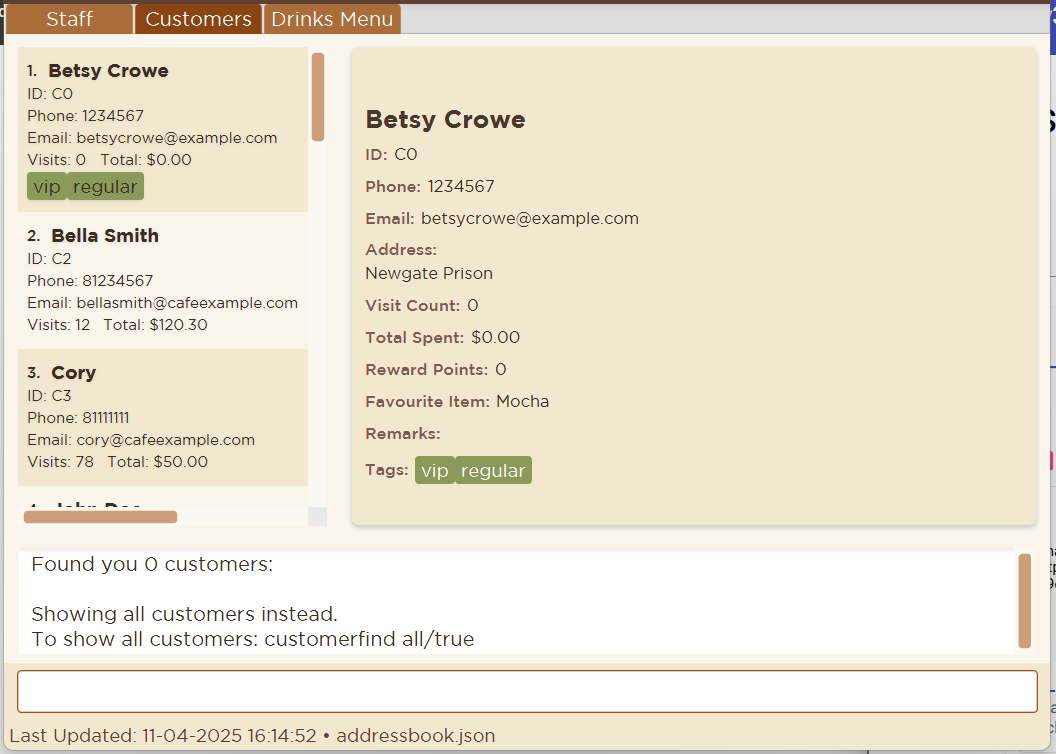 Staff Customers Drinks Menu
1. Betsy Crowe
ID: C0
Phone: 1234567
Email: betsycrowe@example.com
Visits: 0 Total: $0.00
vip regular
2. Bella Smith
ID: C2
Phone: 81234567
Email: bellasmith@cafeexample.com
Visits: 12 Total: $120.30
3. Cory
ID: C3
Phone: 81111111
Email: cory@cafeexample.com
Visits: 78 Total: $50.00
Betsy Crowe
ID: C0
Phone: 1234567
Email: betsycrowe@example.com
Address:
Newgate Prison
Visit Count: 0
Total Spent: $0.00
Reward Points: 0
Favourite Item: Mocha
Remarks:
Tags: vip regular
Found you 0 customers:
Showing all customers instead.
To show all customers: customerfind all/true
Last Updated: 11-04-2025 16:14:52 • addressbook.json